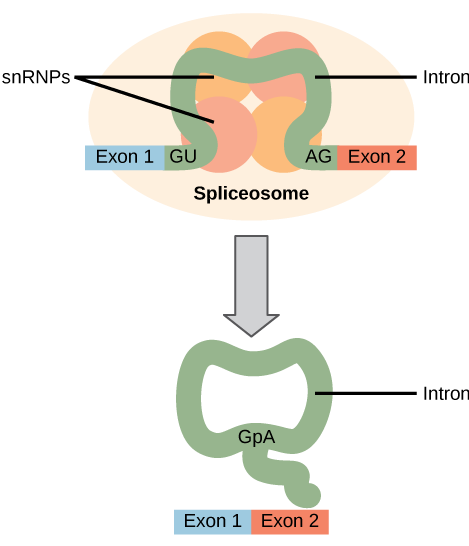 snRNPs
Intron
Exon 1
GU
AG
Exon 2
Spliceosome
Intron
GpA
Exon 1
Exon 2